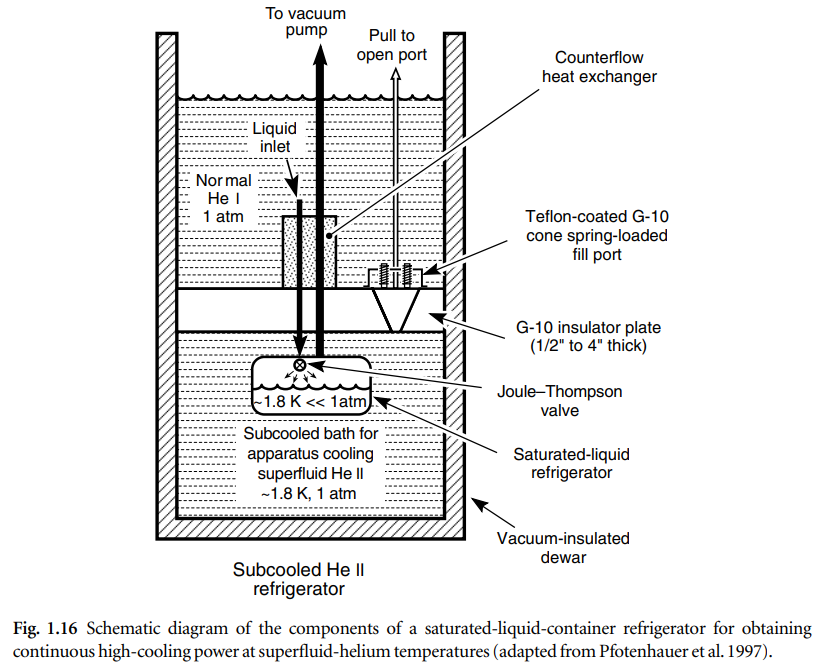 To vacuum
pump
Pull to
open port
Counterflow
heat exchanger
Liquid
inlet
Normal
He I
1 atm
Teflon-coated G-10
cone spring-loaded
fill port
G-10 insulator plate
(1/2" to 4" thick)
Joule–Thompson
valve
~1.8 K << 1atm
Subcooled bath for
apparatus cooling
superfluid He II
~1.8 K, 1 atm
Saturated-liquid
refrigerator
Vacuum-insulated
dewar
Subcooled He II
refrigerator
Fig. 1.16 Schematic diagram of the components of a saturated-liquid-container refrigerator for obtaining
continuous high-cooling power at superfluid-helium temperatures (adapted from Pfotenhauer et al. 1997).